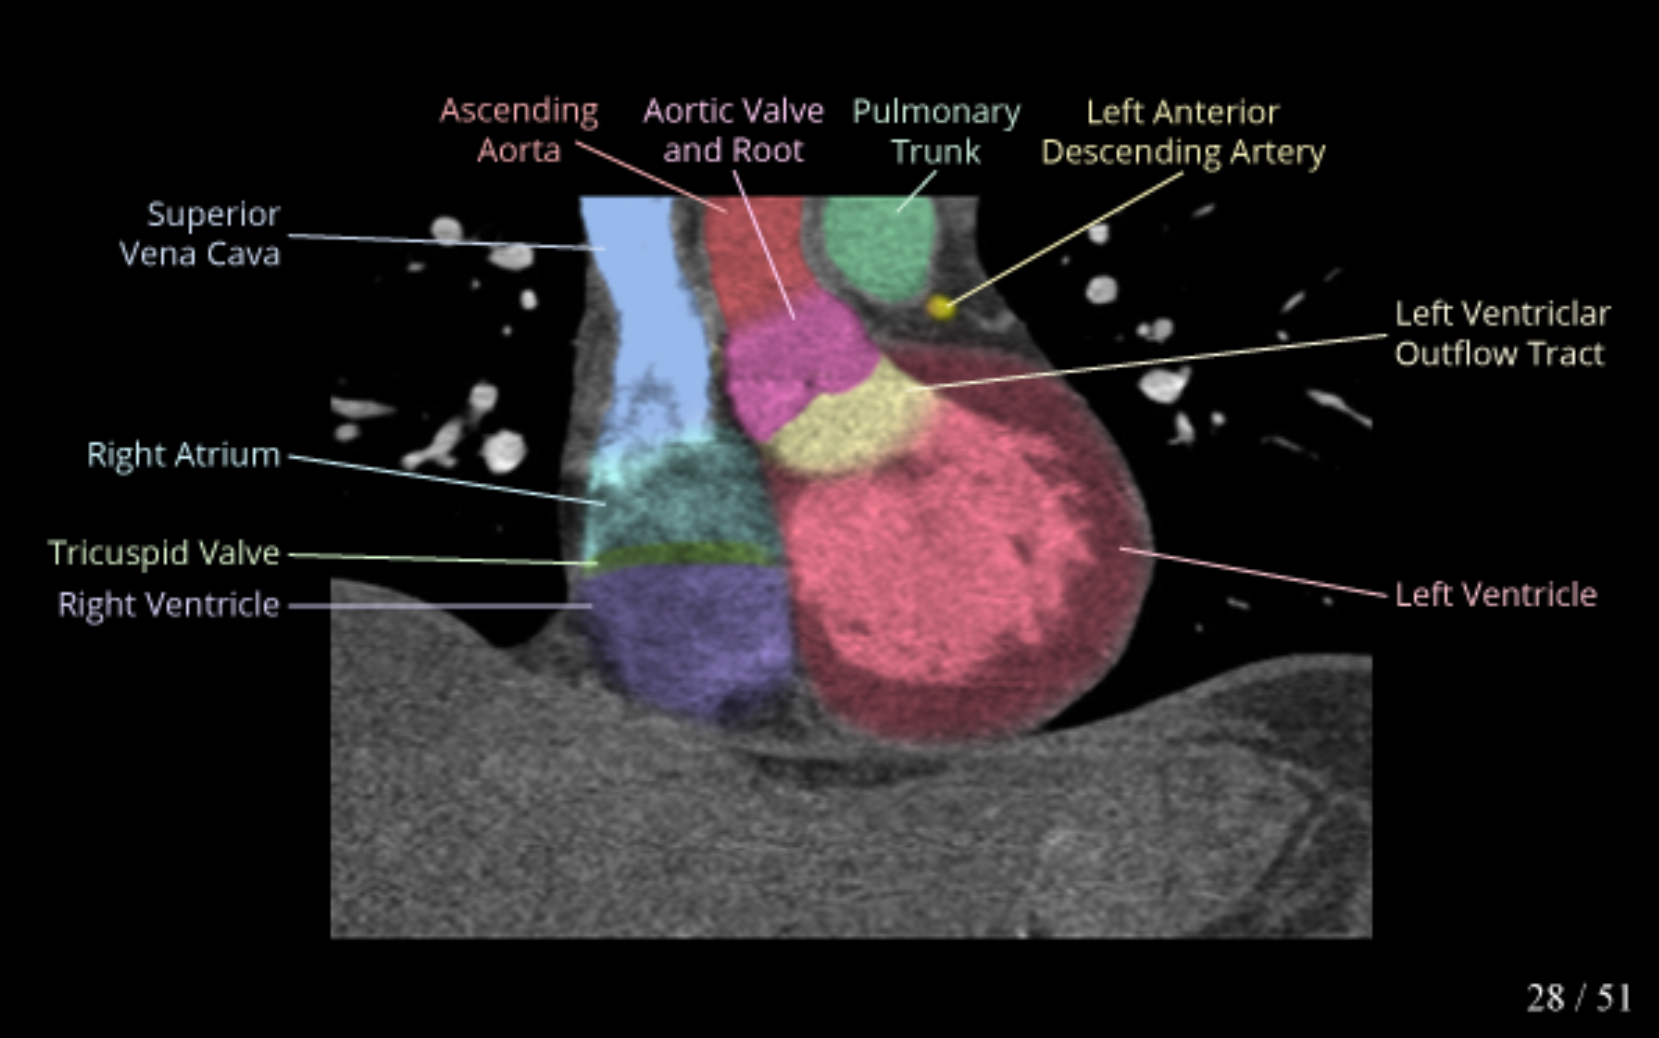 Ascending
Aorta
Aortic Valve
and Root
Pulmonary
Trunk
Left Anterior
Descending Artery
Superior
Vena Cava
Left Ventriclar
Outflow Tract
Right Atrium
Tricuspid Valve
Right Ventricle
Left Ventricle
28 / 51